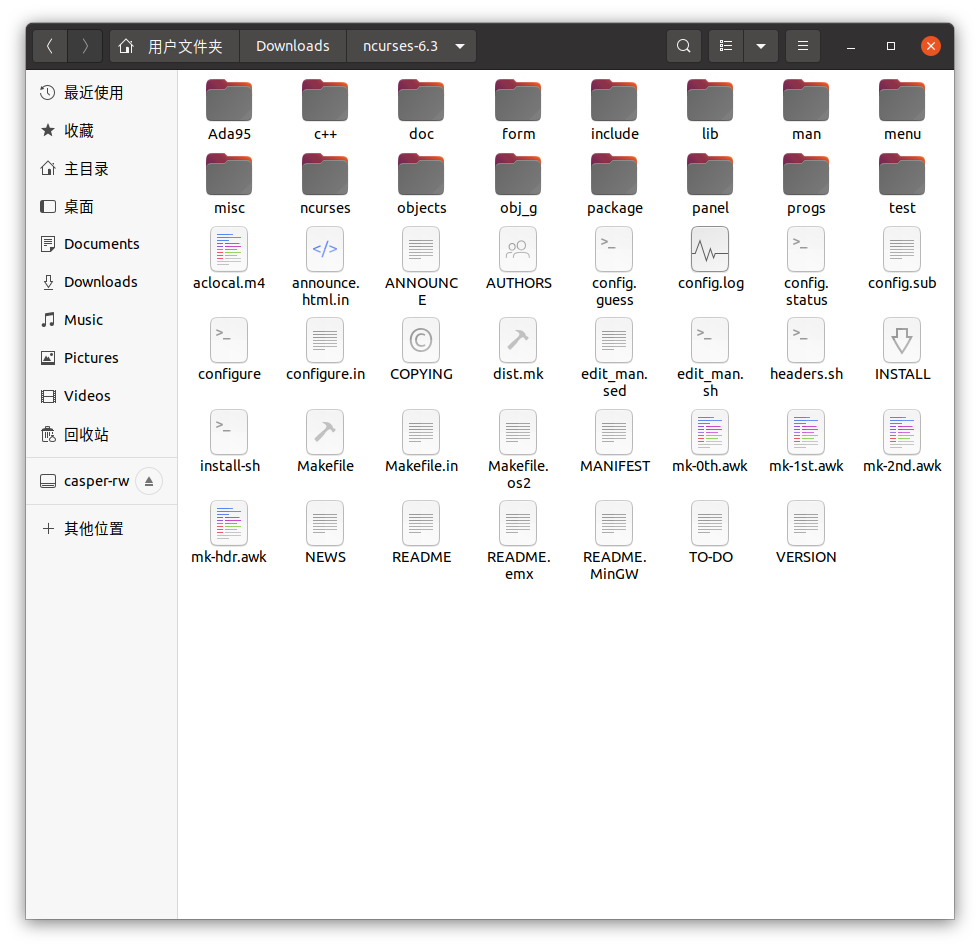 用户文件夹 Downloads ncurses-6.3
最近使用
收藏
主目录
桌面
Documents
Downloads
Music
Pictures
Videos
回收站
casper-rw
其他位置
Ada95 c++ doc form include lib man menu
misc ncurses objects obj_g package panel progs test
aclocal.m4 announce. ANNOUNC AUTHORS config. config.log config. config.sub
html.in E guess status
configure configure.in COPYING dist.mk edit_man. edit_man. headers.sh INSTALL
sed sh
install-sh Makefile Makefile.in Makefile. MANIFEST mk-0th.awk mk-1st.awk mk-2nd.awk
os2
mk-hdr.awk NEWS README README. README. TO-DO VERSION
emx MinGW